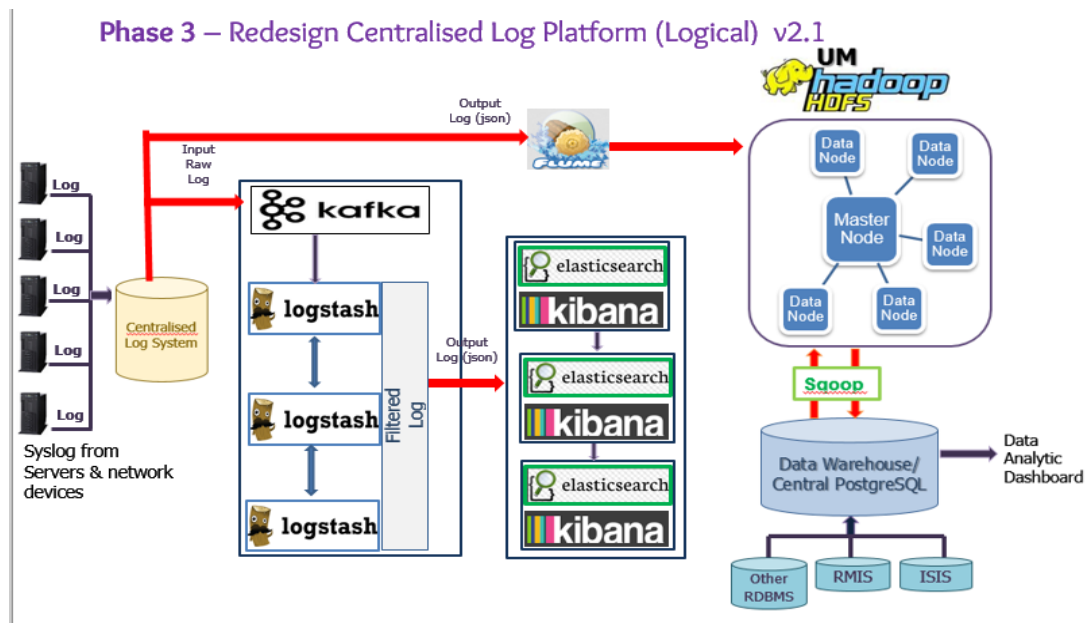 Phase 3 – Redesign Centralised Log Platform (Logical) v2.1
UM
hadoop
HDFS
Output
Log (json)
FLUME
Input
Raw
Log
Log
Log
Log
Log
Log
Centralised
Log System
Syslog from
Servers & network
devices
kafka
logstash
logstash
logstash
Filtered
Log
Output
Log (json)
elasticsearch
kibana
elasticsearch
kibana
elasticsearch
kibana
Data
Node
Data
Node
Master
Node
Data
Node
Data
Node
Data
Node
Sqoop
Data Warehouse/
Central PostgreSQL
Data
Analytic
Dashboard
Other
RDBMS
RMIS
ISIS